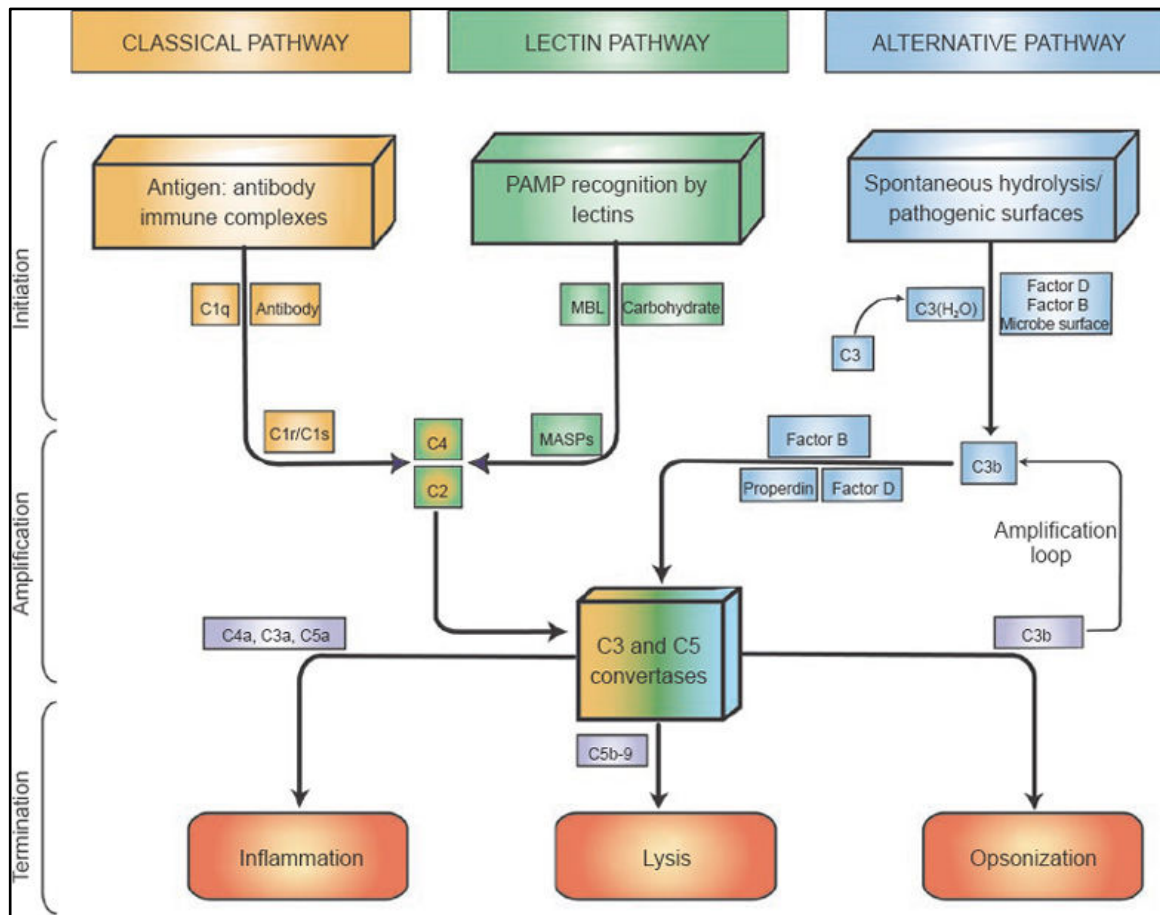 CLASSICAL PATHWAY
LECTIN PATHWAY
ALTERNATIVE PATHWAY
Initiation
Antigen: antibody
immune complexes
PAMP recognition by
lectins
Spontaneous hydrolysis/
pathogenic surfaces
C1q
Antibody
MBL
Carbohydrate
C3(H₂O)
Factor D
Factor B
Microbe surface
C3
Amplification
C1r/C1s
C4
C2
MASPs
Factor B
Properdin
Factor D
C3b
Amplification
loop
C4a, C3a, C5a
C3 and C5
convertases
C3b
Termination
C5b-9
Inflammation
Lysis
Opsonization